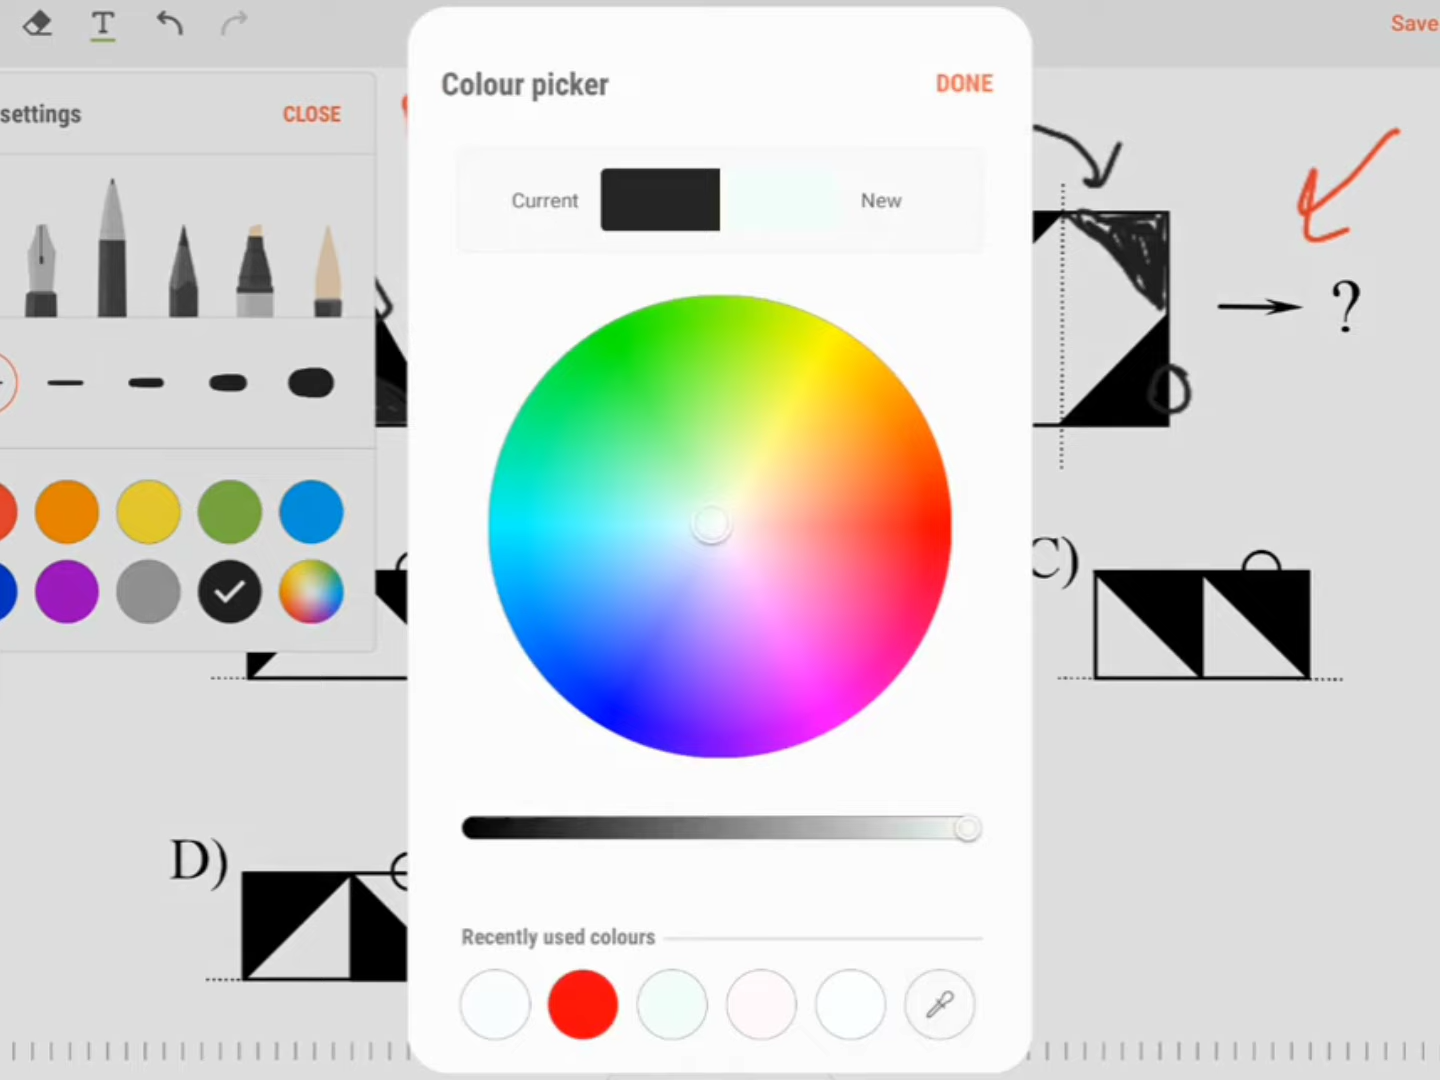 T
Save
settings
CLOSE
Colour picker
DONE
Current
New
?
C)
D)
Recently used colours